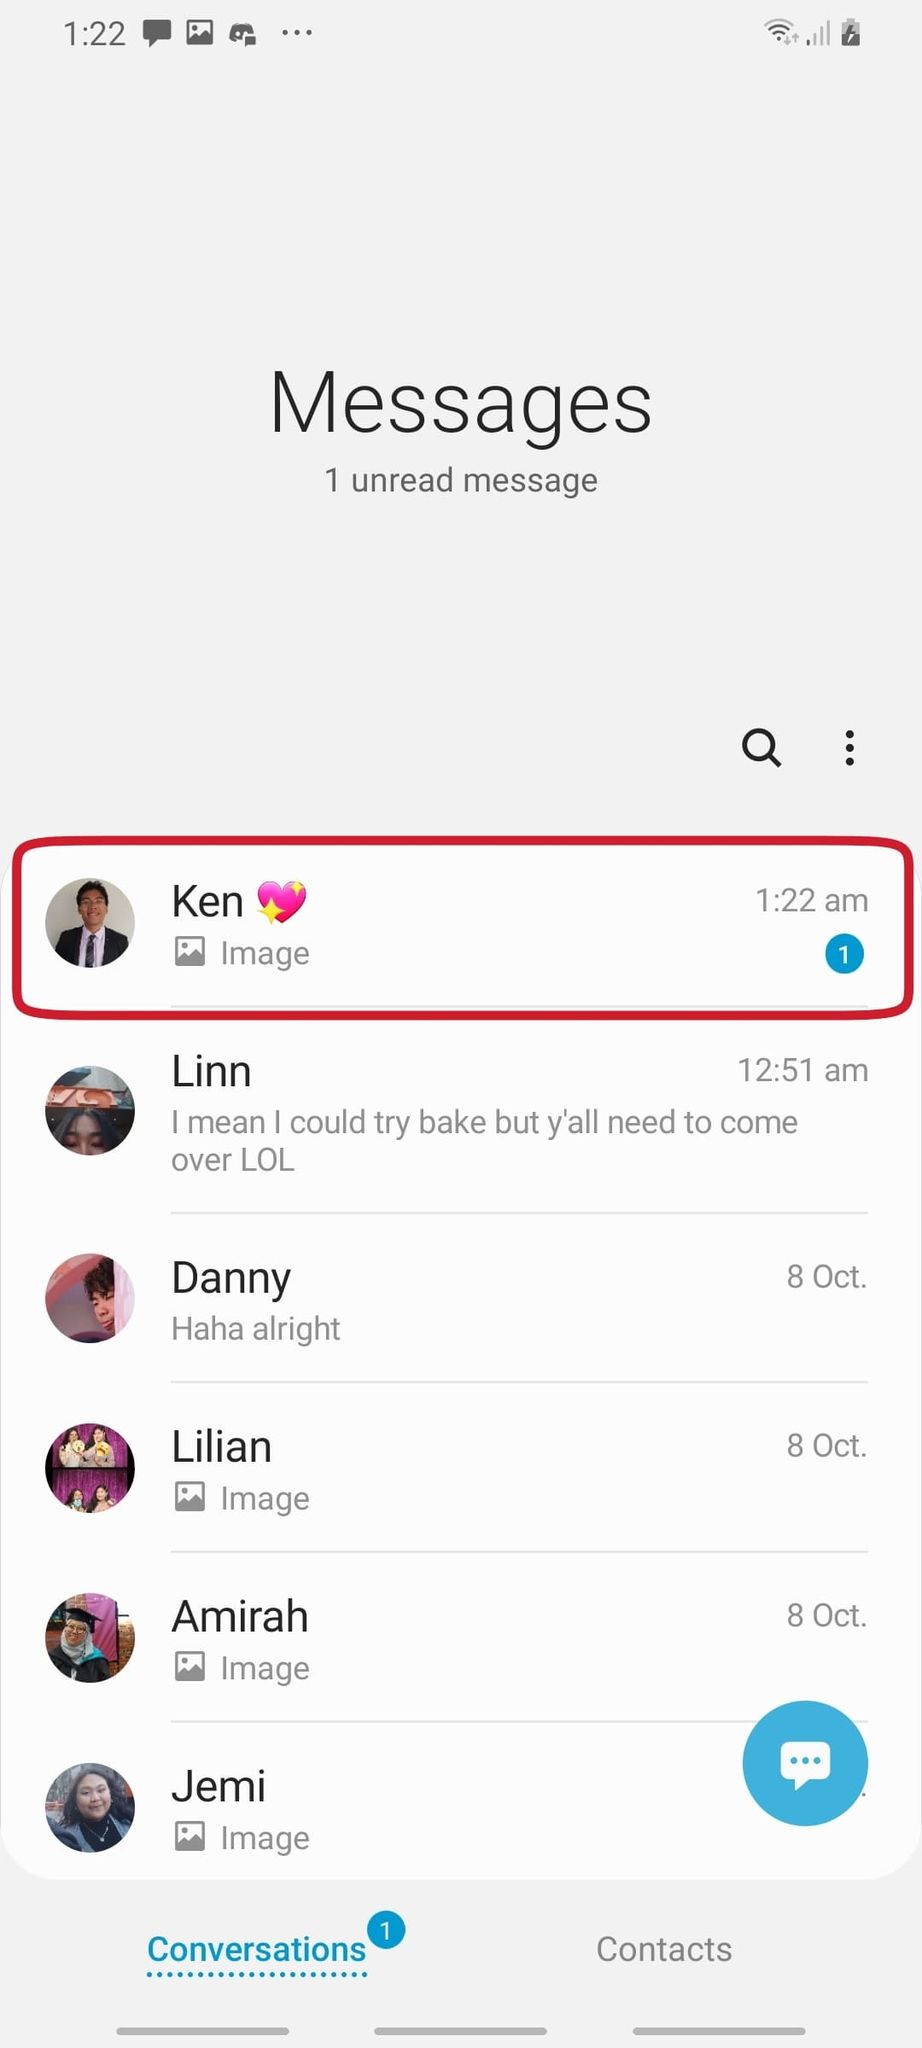 1:22
Messages
1 unread message
Ken 💖
1:22 am
Image
1
Linn
12:51 am
I mean I could try bake but y'all need to come
over LOL
Danny
8 Oct.
Haha alright
Lilian
8 Oct.
Image
Amirah
8 Oct.
Image
Jemi
Image
Conversations
1
Contacts